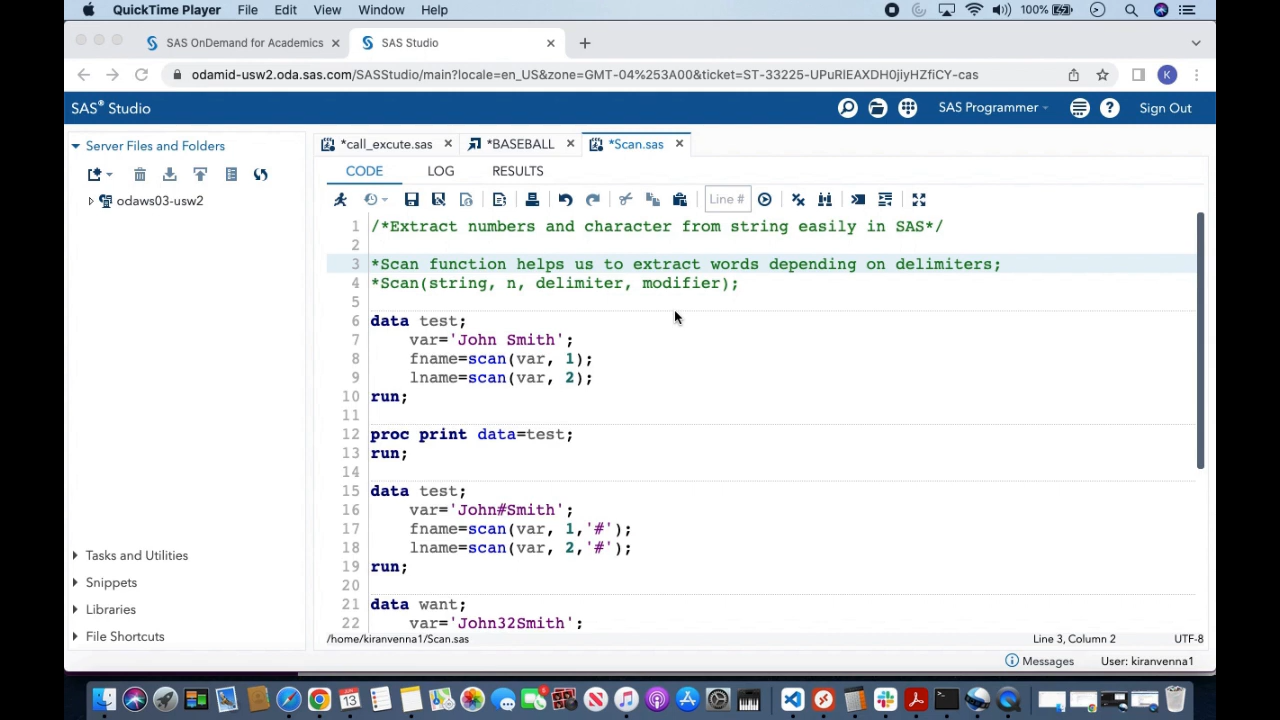 QuickTime Player File Edit View Window Help 100%
SAS OnDemand for Academics SAS Studio
odamid-usw2.oda.sas.com/SASStudio/main?locale=en_US&zone=GMT-04%253A00&ticket=ST-33225-UPuRlEAXDH0jiyHZfiCY-cas K
SAS® Studio SAS Programmer Sign Out
Server Files and Folders
odaws03-usw2
Tasks and Utilities
Snippets
Libraries
File Shortcuts
*call_excute.sas *BASEBALL *Scan.sas
CODE LOG RESULTS
Line #
1 /*Extract numbers and character from string easily in SAS*/
2
3 *Scan function helps us to extract words depending on delimiters;
4 *Scan(string, n, delimiter, modifier);
5
6 data test;
7 var='John Smith';
8 fname=scan(var, 1);
9 lname=scan(var, 2);
10 run;
11
12 proc print data=test;
13 run;
14
15 data test;
16 var='John#Smith';
17 fname=scan(var, 1,'#');
18 lname=scan(var, 2,'#');
19 run;
20
21 data want;
22 var='John32Smith';
/home/kiranvenna1/Scan.sas Line 3, Column 2 UTF-8
Messages User: kiranvenna1
13